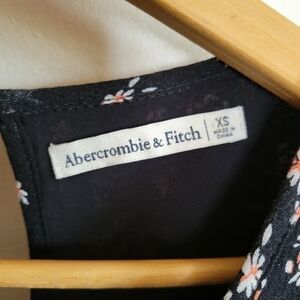 Abercrombie & Fitch
XS
MADE IN
CHINA